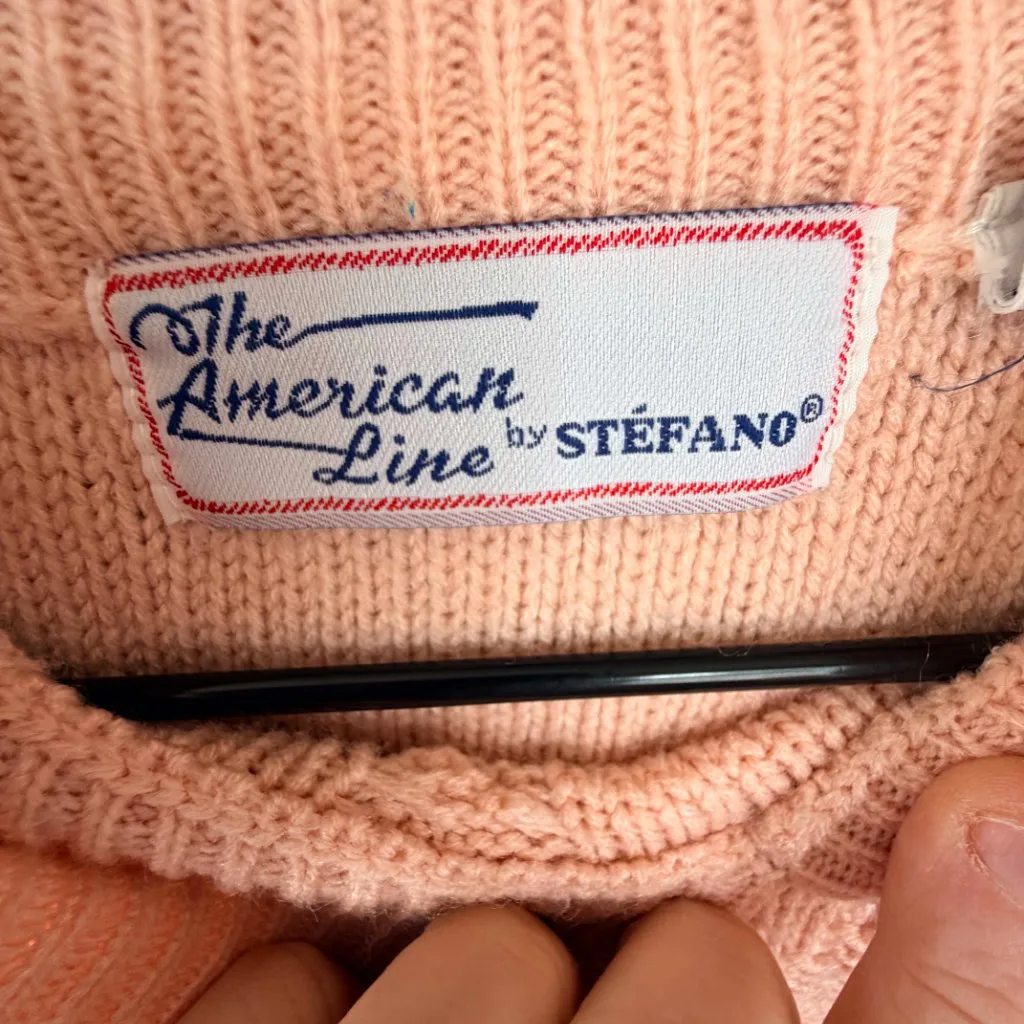 The
American
Line by STÉFANO®